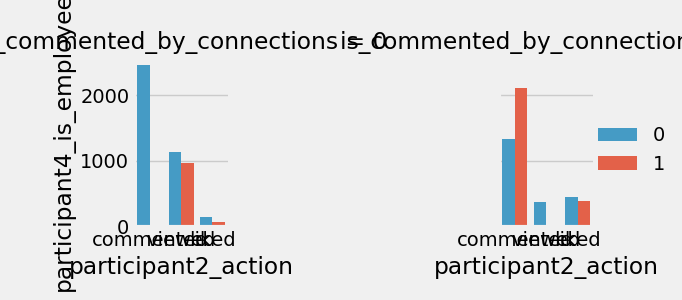 _commented_by_connections = 0
is_commented_by_connection
participant4_is_employee
2000
1000
0
commented viewed liked
commented viewed liked
participant2_action
participant2_action
0
1